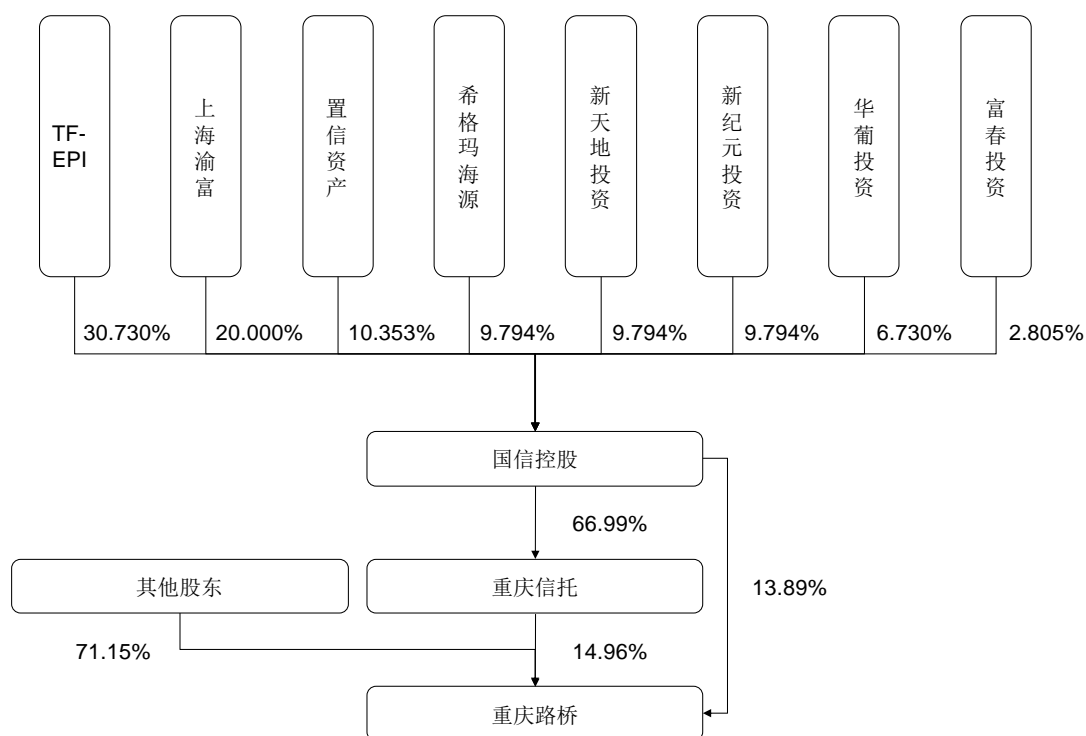 TF-
EPI
上海渝富
置信资产
希格玛海源
新天地投资
新纪元投资
华葡投资
富春投资
30.730%
20.000%
10.353%
9.794%
9.794%
9.794%
6.730%
2.805%
国信控股
66.99%
其他股东
重庆信托
13.89%
71.15%
14.96%
重庆路桥